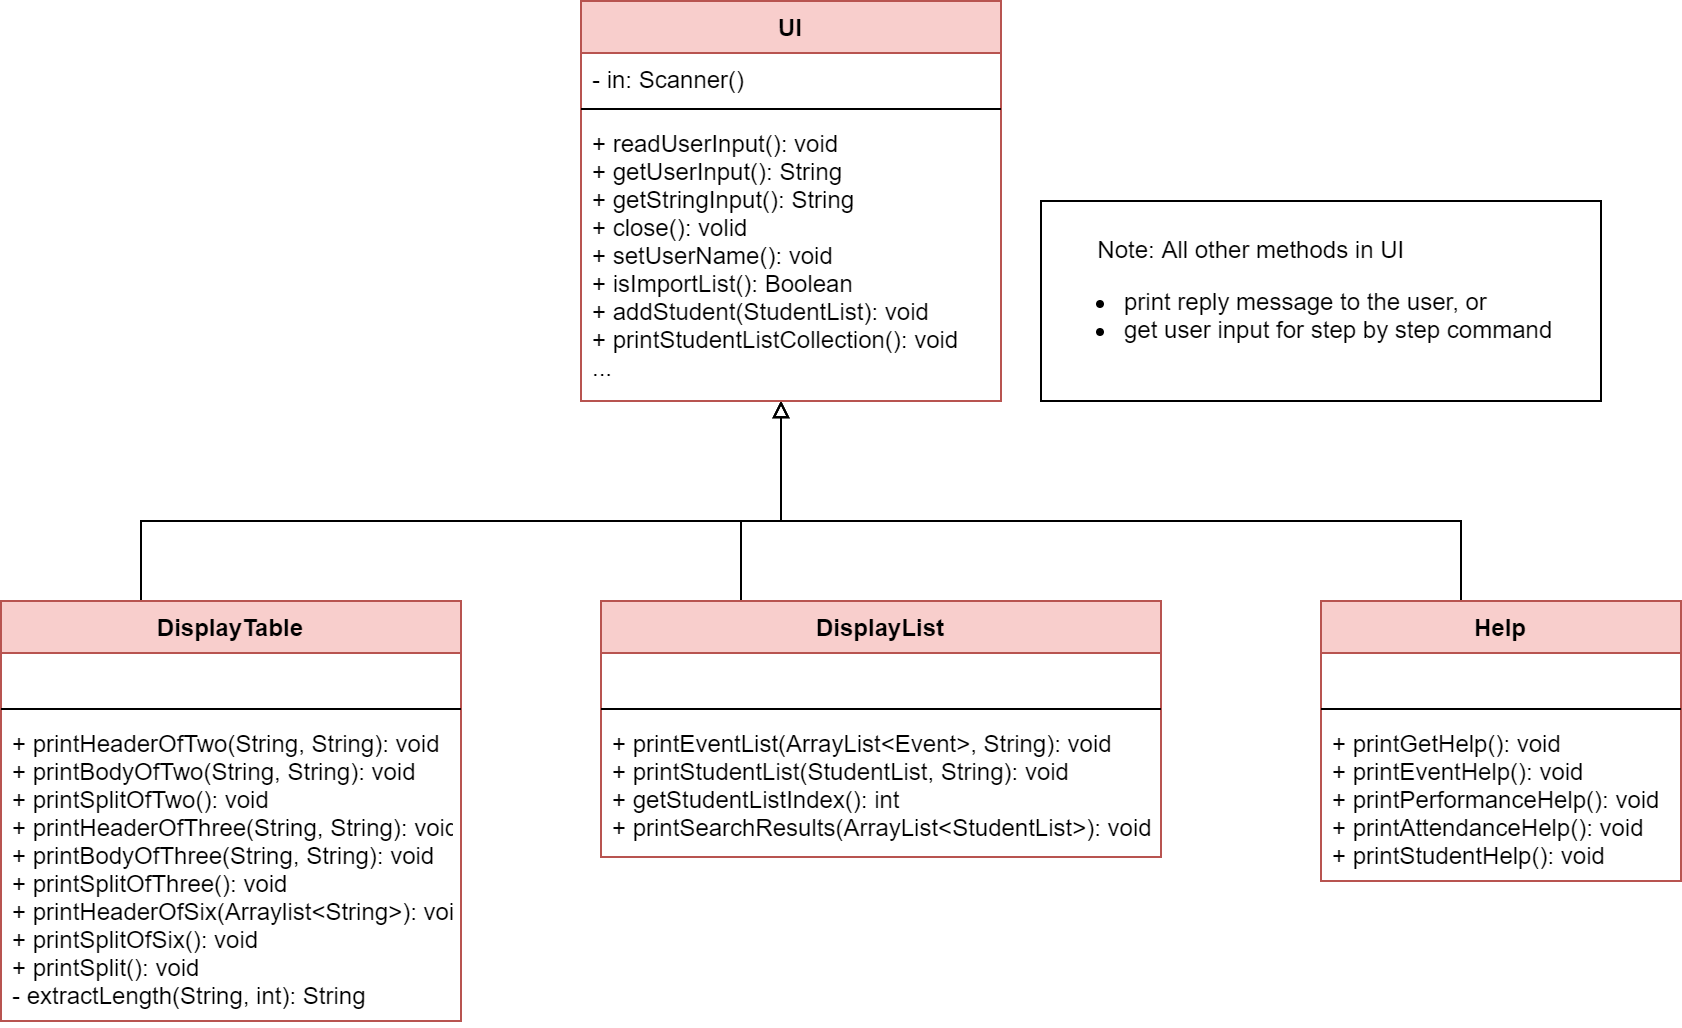 UI
- in: Scanner()
+ readUserInput(): void
+ getUserInput(): String
+ getStringInput(): String
+ close(): volid
+ setUserName(): void
+ isImportList(): Boolean
+ addStudent(StudentList): void
+ printStudentListCollection(): void
...
Note: All other methods in UI
• print reply message to the user, or
• get user input for step by step command
DisplayTable
+ printHeaderOfTwo(String, String): void
+ printBodyOfTwo(String, String): void
+ printSplitOfTwo(): void
+ printHeaderOfThree(String, String): voic
+ printBodyOfThree(String, String): void
+ printSplitOfThree(): void
+ printHeaderOfSix(Arraylist<String>): voi
+ printSplitOfSix(): void
+ printSplit(): void
- extractLength(String, int): String
DisplayList
+ printEventList(ArrayList<Event>, String): void
+ printStudentList(StudentList, String): void
+ getStudentListIndex(): int
+ printSearchResults(ArrayList<StudentList>): void
Help
+ printGetHelp(): void
+ printEventHelp(): void
+ printPerformanceHelp(): void
+ printAttendanceHelp(): void
+ printStudentHelp(): void